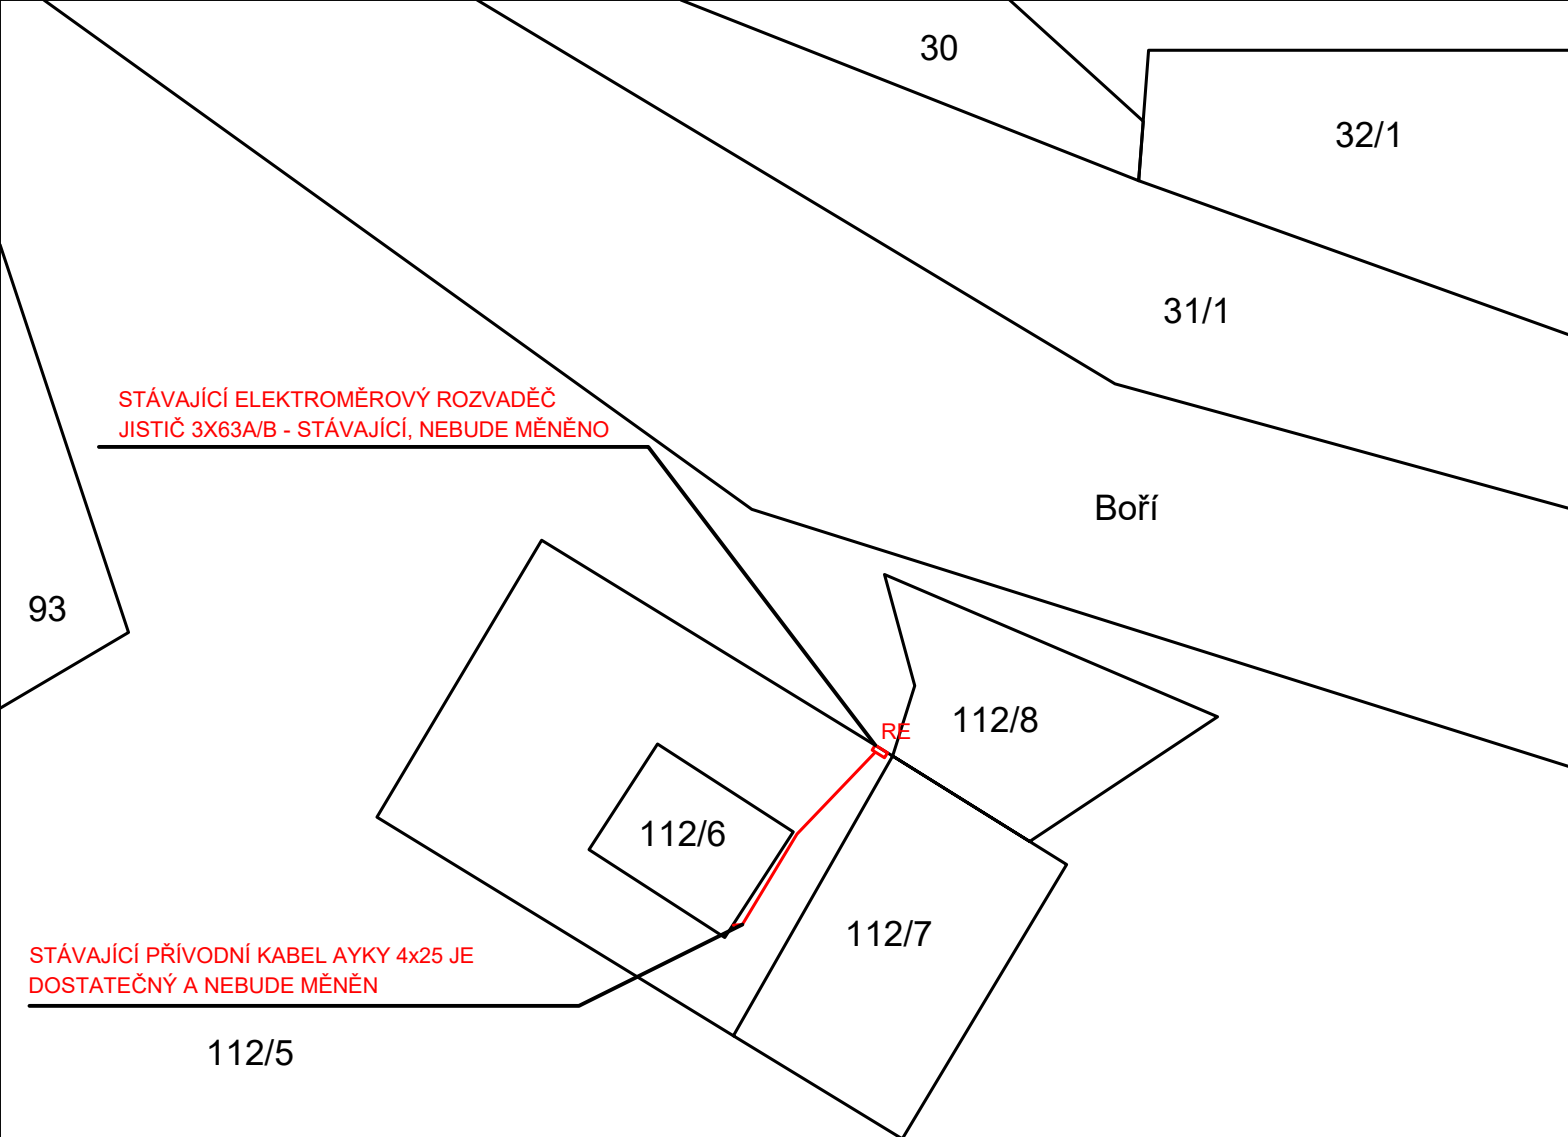 30
32/1
31/1
STÁVAJÍCÍ ELEKTROMĚROVÝ ROZVADĚČ
JISTIČ 3X63A/B - STÁVAJÍCÍ, NEBUDE MĚNĚNO
Boří
93
112/8
RE
112/6
112/7
STÁVAJÍCÍ PŘÍVODNÍ KABEL AYKY 4x25 JE
DOSTATEČNÝ A NEBUDE MĚNĚN
112/5